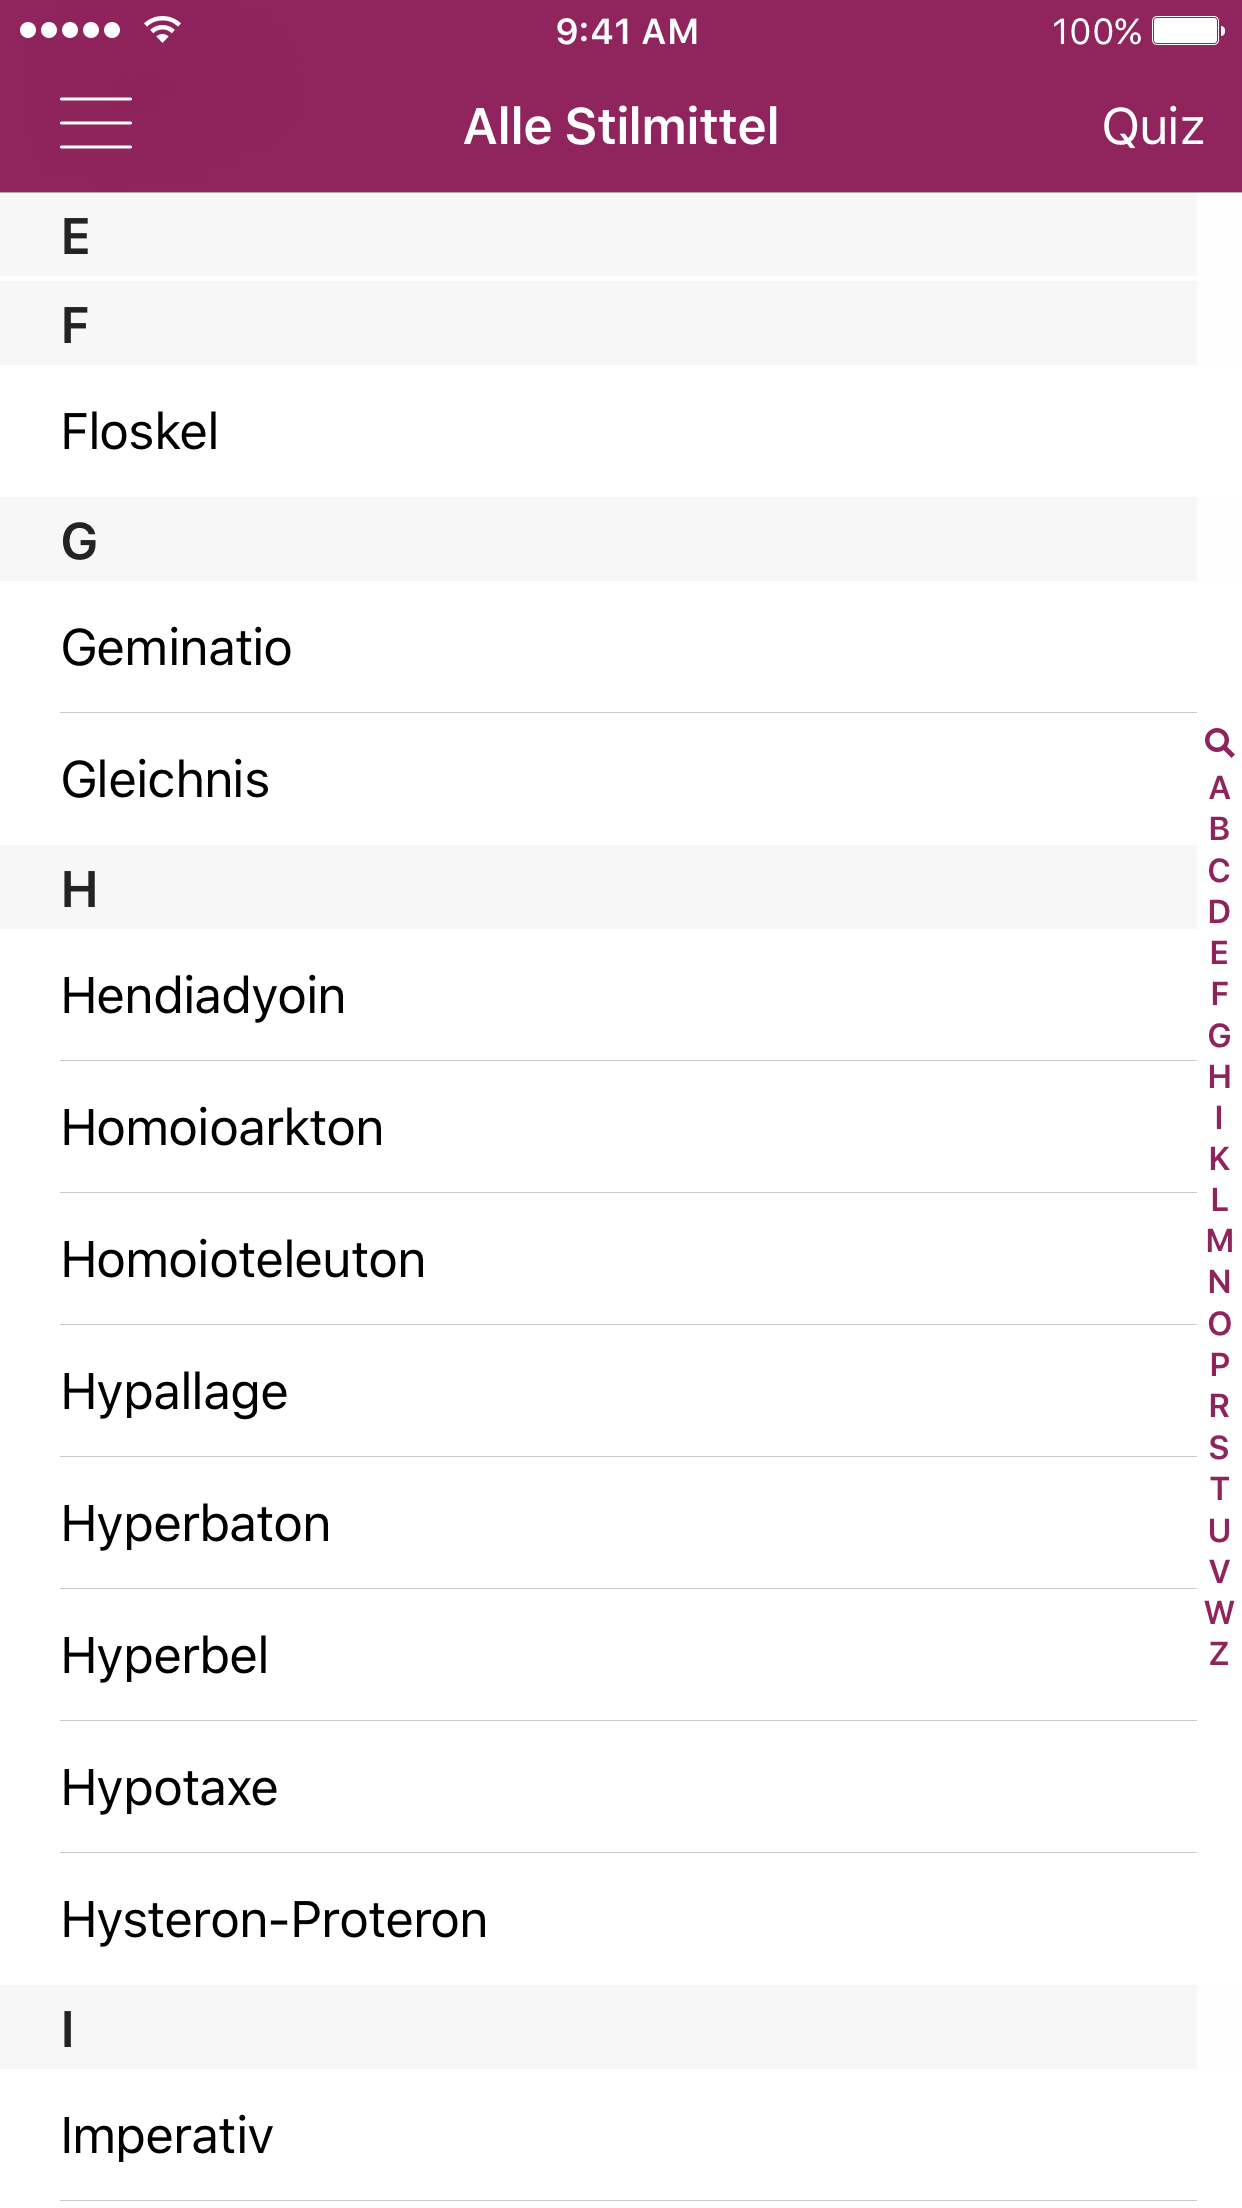 9:41 AM
100%
Alle Stilmittel
Quiz
E
F
Floskel
G
Geminatio
Gleichnis
H
Hendiadyoin
Homoioarkton
Homoioteleuton
Hypallage
Hyperbaton
Hyperbel
Hypotaxe
Hysteron-Proteron
I
Imperativ
A
B
C
D
E
F
G
H
I
K
L
M
N
O
P
R
S
T
U
V
W
Z